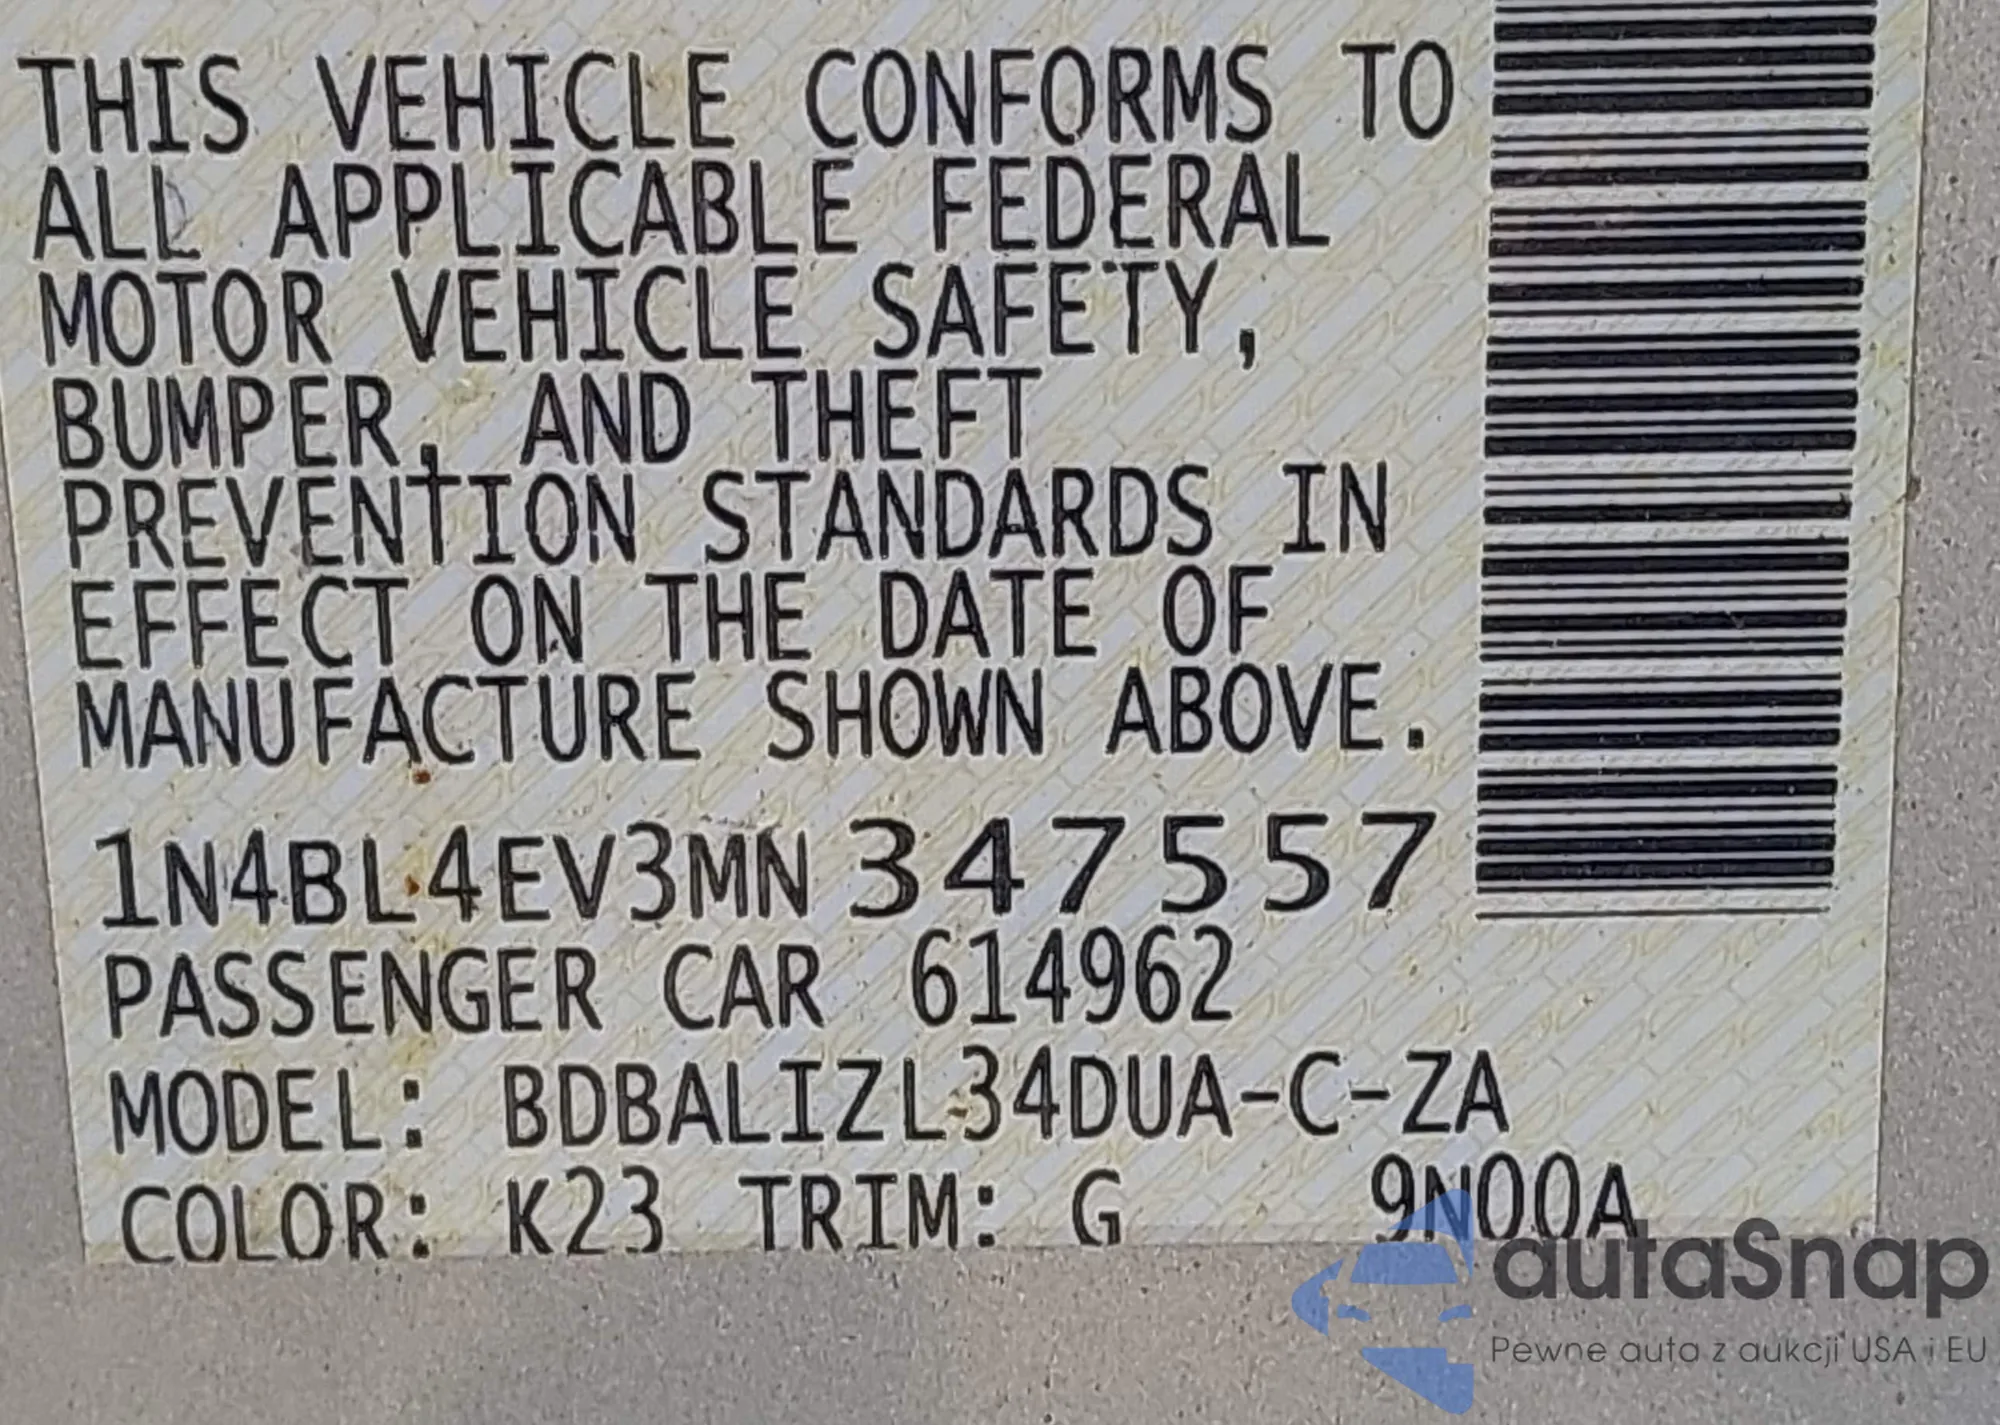 THIS VEHICLE CONFORMS TO
ALL APPLICABLE FEDERAL
MOTOR VEHICLE SAFETY,
BUMPER, AND THEFT
PREVENTION STANDARDS IN
EFFECT ON THE DATE OF
MANUFACTURE SHOWN ABOVE.
1N4BL4EV3MN347557
PASSENGER CAR 614962
MODEL: BDBALIZL34DUA-C-ZA
COLOR: K23 TRIM: G 9N00A
autaSnap
Pewne auta z aukcji USA i EU